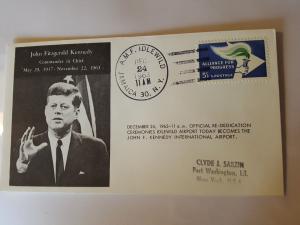 John Fitzgerald Kennedy
Commander in Chief
May 29, 1917 - November 22, 1963
A.M.F. IDLEWILD
DEC
24
1963
11 AM
JAMAICA 30, N.Y.
ALLIANCE FOR
PROGRESS
5¢ U.S. POSTAGE
DECEMBER 24, 1963—11 a.m. OFFICIAL RE-DEDICATION
CEREMONIES IDLEWILD AIRPORT TODAY BECOMES THE
JOHN F. KENNEDY INTERNATIONAL AIRPORT.
CLYDE J. SARZIN
Port Washington, L.I.
New York, U.S.A.